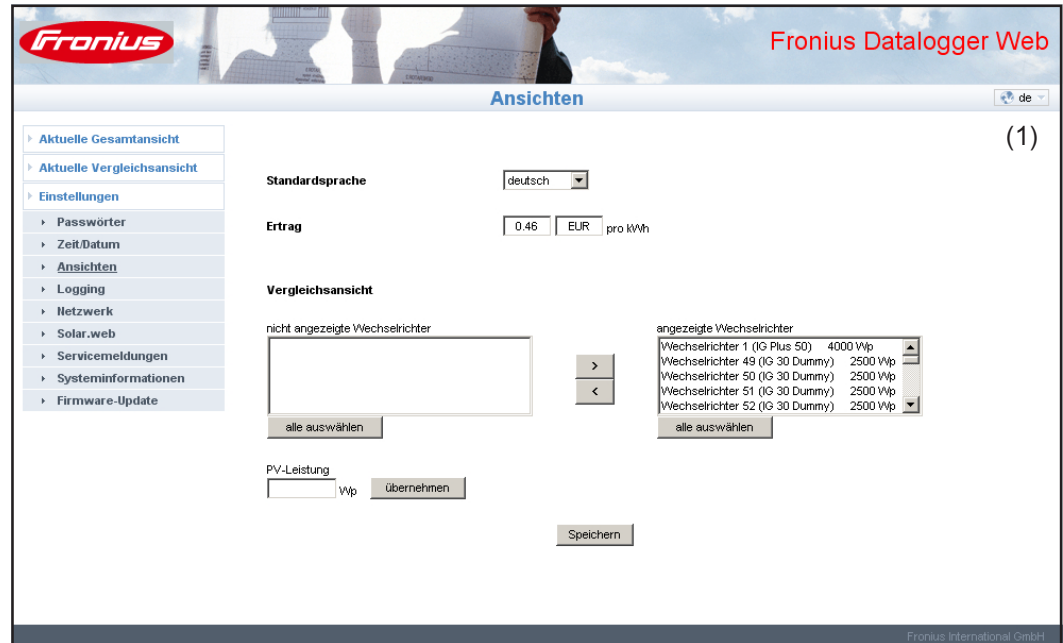 Fronius
Fronius Datalogger Web
Ansichten
de
(1)
Aktuelle Gesamtansicht
Aktuelle Vergleichsansicht
Einstellungen
Passwörter
Zeit/Datum
Ansichten
Logging
Netzwerk
Solar.web
Servicemeldungen
Systeminformationen
Firmware-Update
Standardsprache deutsch
Ertrag 0.46 EUR pro kWh
Vergleichsansicht
nicht angezeigte Wechselrichter
alle auswählen
>
<
angezeigte Wechselrichter
Wechselrichter 1 (IG Plus 50) 4000 Wp
Wechselrichter 49 (IG 30 Dummy) 2500 Wp
Wechselrichter 50 (IG 30 Dummy) 2500 Wp
Wechselrichter 51 (IG 30 Dummy) 2500 Wp
Wechselrichter 52 (IG 30 Dummy) 2500 Wp
alle auswählen
PV-Leistung
Wp übernehmen
Speichern
Fronius International GmbH